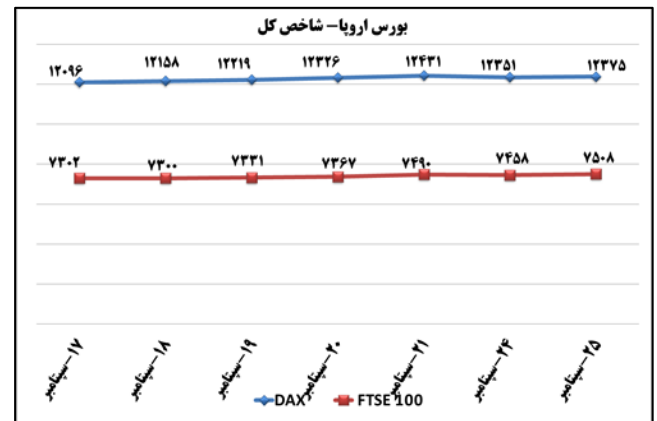 بورس اروپا- شاخص کل
۱۲۰۹۶ ۱۲۱۵۸ ۱۲۲۱۹ ۱۲۳۲۶ ۱۲۴۳۱ ۱۲۳۵۱ ۱۲۳۷۵
۷۳۰۲ ۷۳۰۰ ۷۳۳۱ ۷۳۶۷ ۷۴۹۰ ۷۴۵۸ ۷۵۰۸
۱۷-سپتامبر ۱۸-سپتامبر ۱۹-سپتامبر ۲۰-سپتامبر ۲۱-سپتامبر ۲۴-سپتامبر ۲۵-سپتامبر
DAX FTSE 100